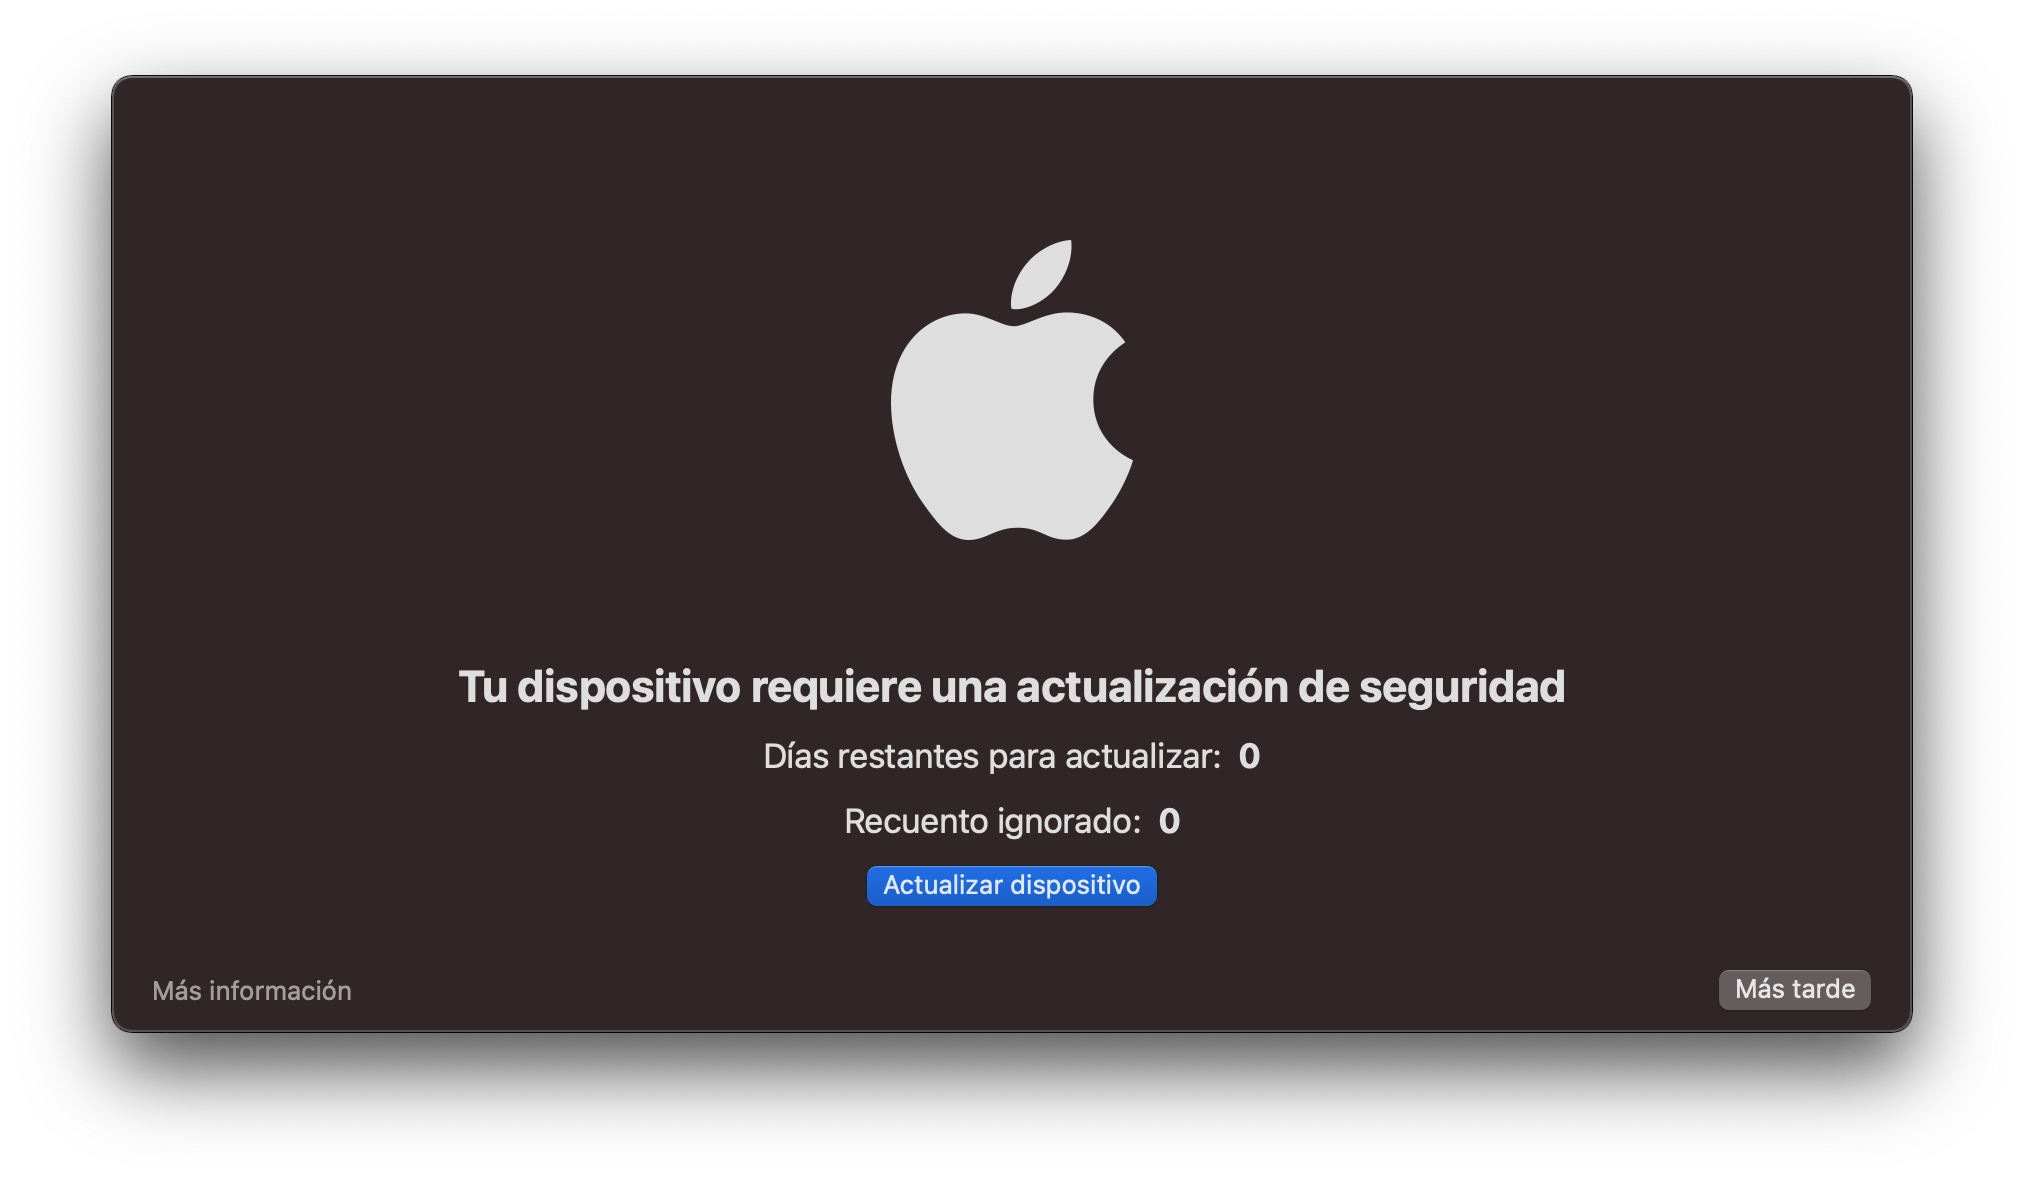 Tu dispositivo requiere una actualización de seguridad
Días restantes para actualizar: 0
Recuento ignorado: 0
Actualizar dispositivo
Más información
Más tarde